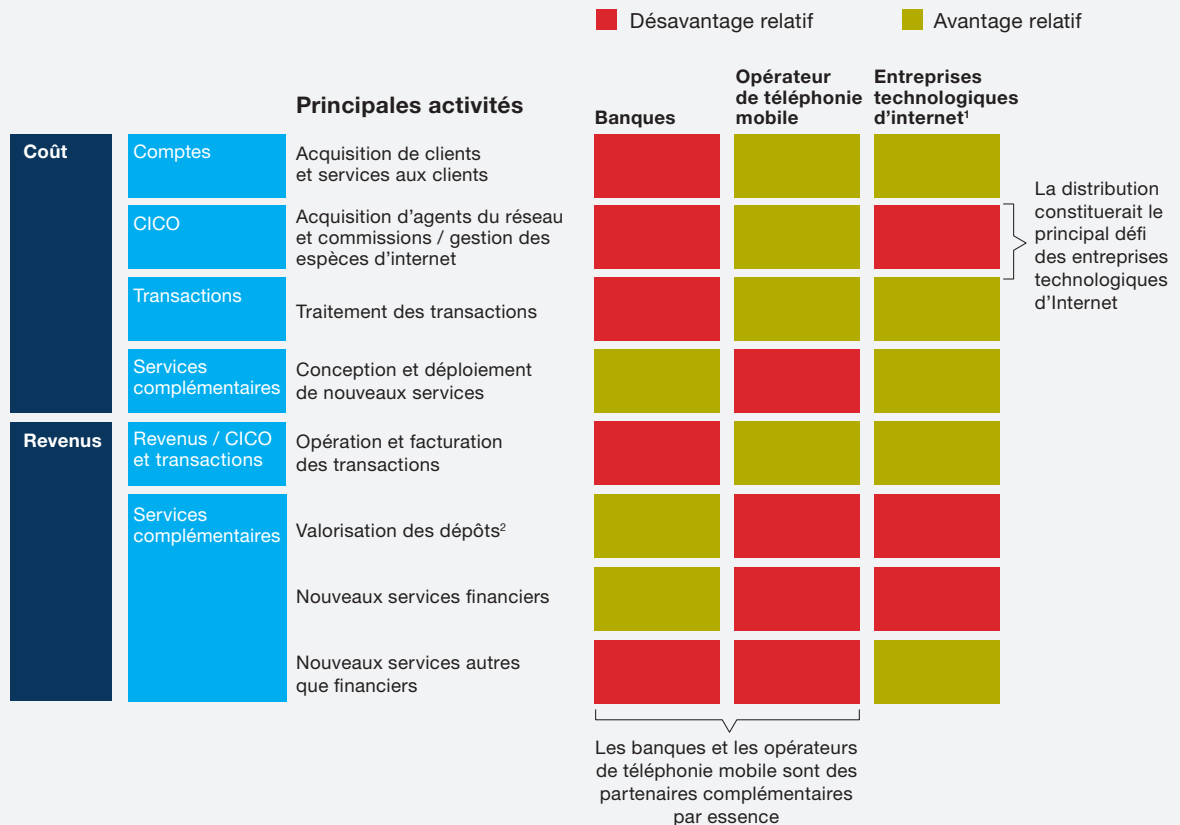 Désavantage relatif
Avantage relatif
Principales activités
Banques
Opérateur
de téléphonie
mobile
Entreprises
technologiques
d'internet¹
Coût
Comptes
Acquisition de clients
et services aux clients
CICO
Acquisition d'agents du réseau
et commissions / gestion des
espèces d'internet
La distribution
constituerait le
principal défi
des entreprises
technologiques
d'Internet
Transactions
Traitement des transactions
Services
complémentaires
Conception et déploiement
de nouveaux services
Revenus
Revenus / CICO
et transactions
Opération et facturation
des transactions
Services
complémentaires
Valorisation des dépôts²
Nouveaux services financiers
Nouveaux services autres
que financiers
Les banques et les opérateurs
de téléphonie mobile sont des
partenaires complémentaires
par essence